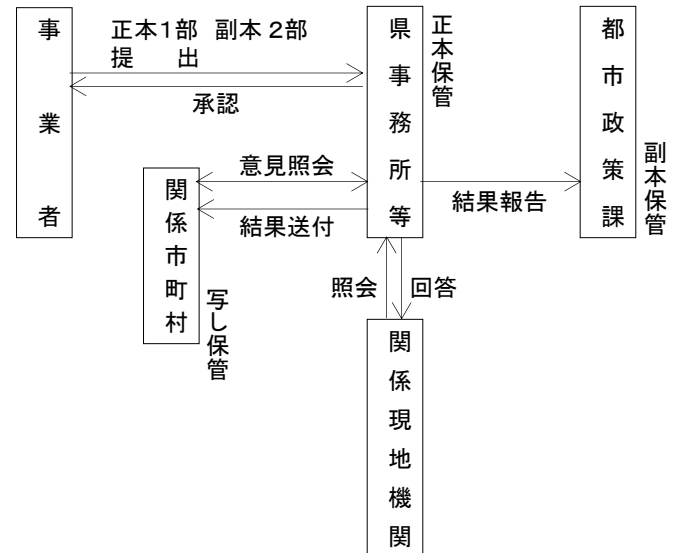 事業者
正本1部 副本2部
提出
承認
県事務所等
正本保管
都市政策課
副本保管
意見照会
結果送付
結果報告
関係市町村
写し保管
照会
回答
関係現地機関